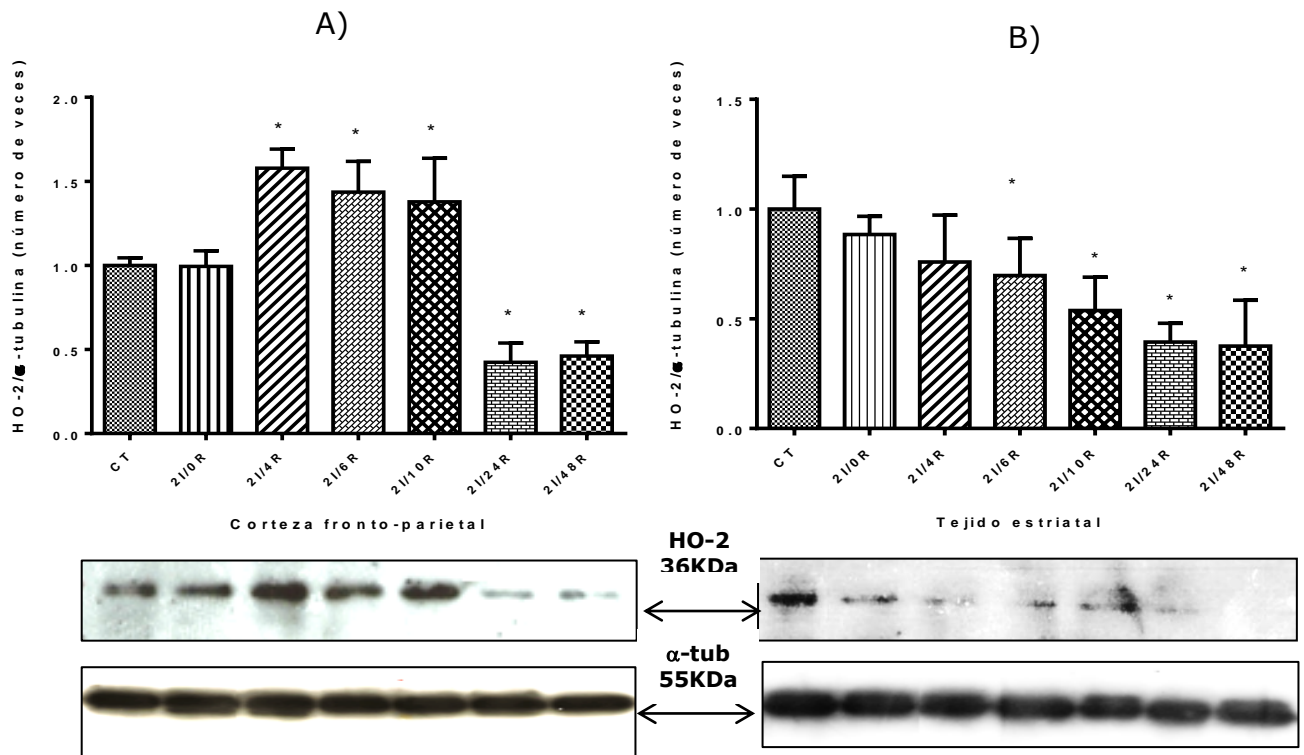 A)
HO-2/α-tubulina (número de veces)
2.0
1.5
1.0
0.5
0.0
* * * * *
CT
2I/0R
2I/4R
2I/6R
2I/10R
2I/24R
2I/48R
Corteza fronto-parietal
B)
HO-2/α-tubulina (número de veces)
1.5
1.0
0.5
0.0
* * * *
CT
2I/0R
2I/4R
2I/6R
2I/10R
2I/24R
2I/48R
Tejido estriatal
HO-2
36KDa
α-tub
55KDa